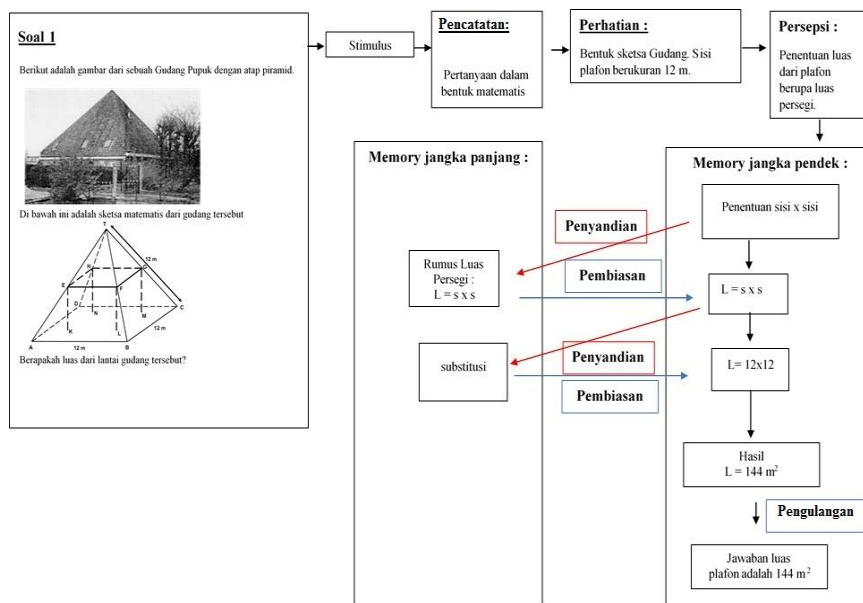 Soal 1
Berikut adalah gambar dari sebuah Gudang Pupuk dengan atap piramid.
Di bawah ini adalah sketsa matematis dari gudang tersebut
T
12 m
H
G
E
F
D
C
N
M
K
L
12 m
A
B
12 m
Berapakah luas dari lantai gudang tersebut?
Stimulus
Pencatatan:
Pertanyaan dalam
bentuk matematis
Perhatian :
Bentuk sketsa Gudang. Sisi
plafon berukuran 12 m.
Persepsi :
Penentuan luas
dari plafon
berupa luas
persegi.
Memory jangka panjang :
Rumus Luas
Persegi :
L = s x s
substitusi
Penyandian
Pembiasan
Penyandian
Pembiasan
Memory jangka pendek :
Penentuan sisi x sisi
L = s x s
L= 12x12
Hasil
L = 144 m²
Pengulangan
Jawaban luas
plafon adalah 144 m²